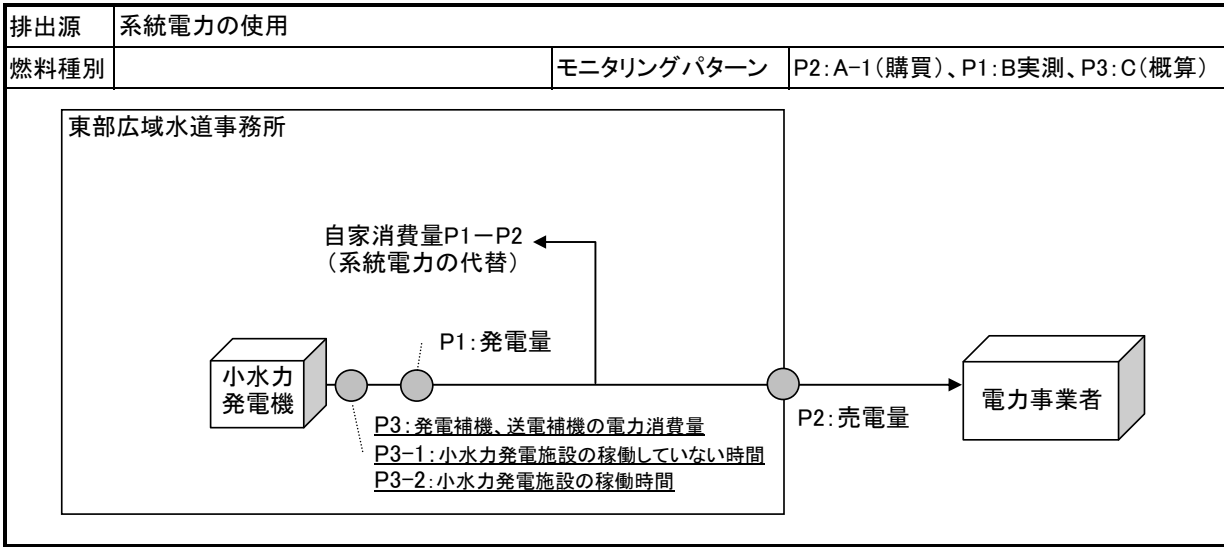 排出源 系統電力の使用
燃料種別 モニタリングパターン P2:A-1(購買)、P1:B実測、P3:C(概算)
東部広域水道事務所
自家消費量P1-P2
(系統電力の代替)
P1:発電量
小水力
発電機
P3:発電補機、送電補機の電力消費量
P3-1:小水力発電施設の稼働していない時間
P3-2:小水力発電施設の稼働時間
P2:売電量
電力事業者